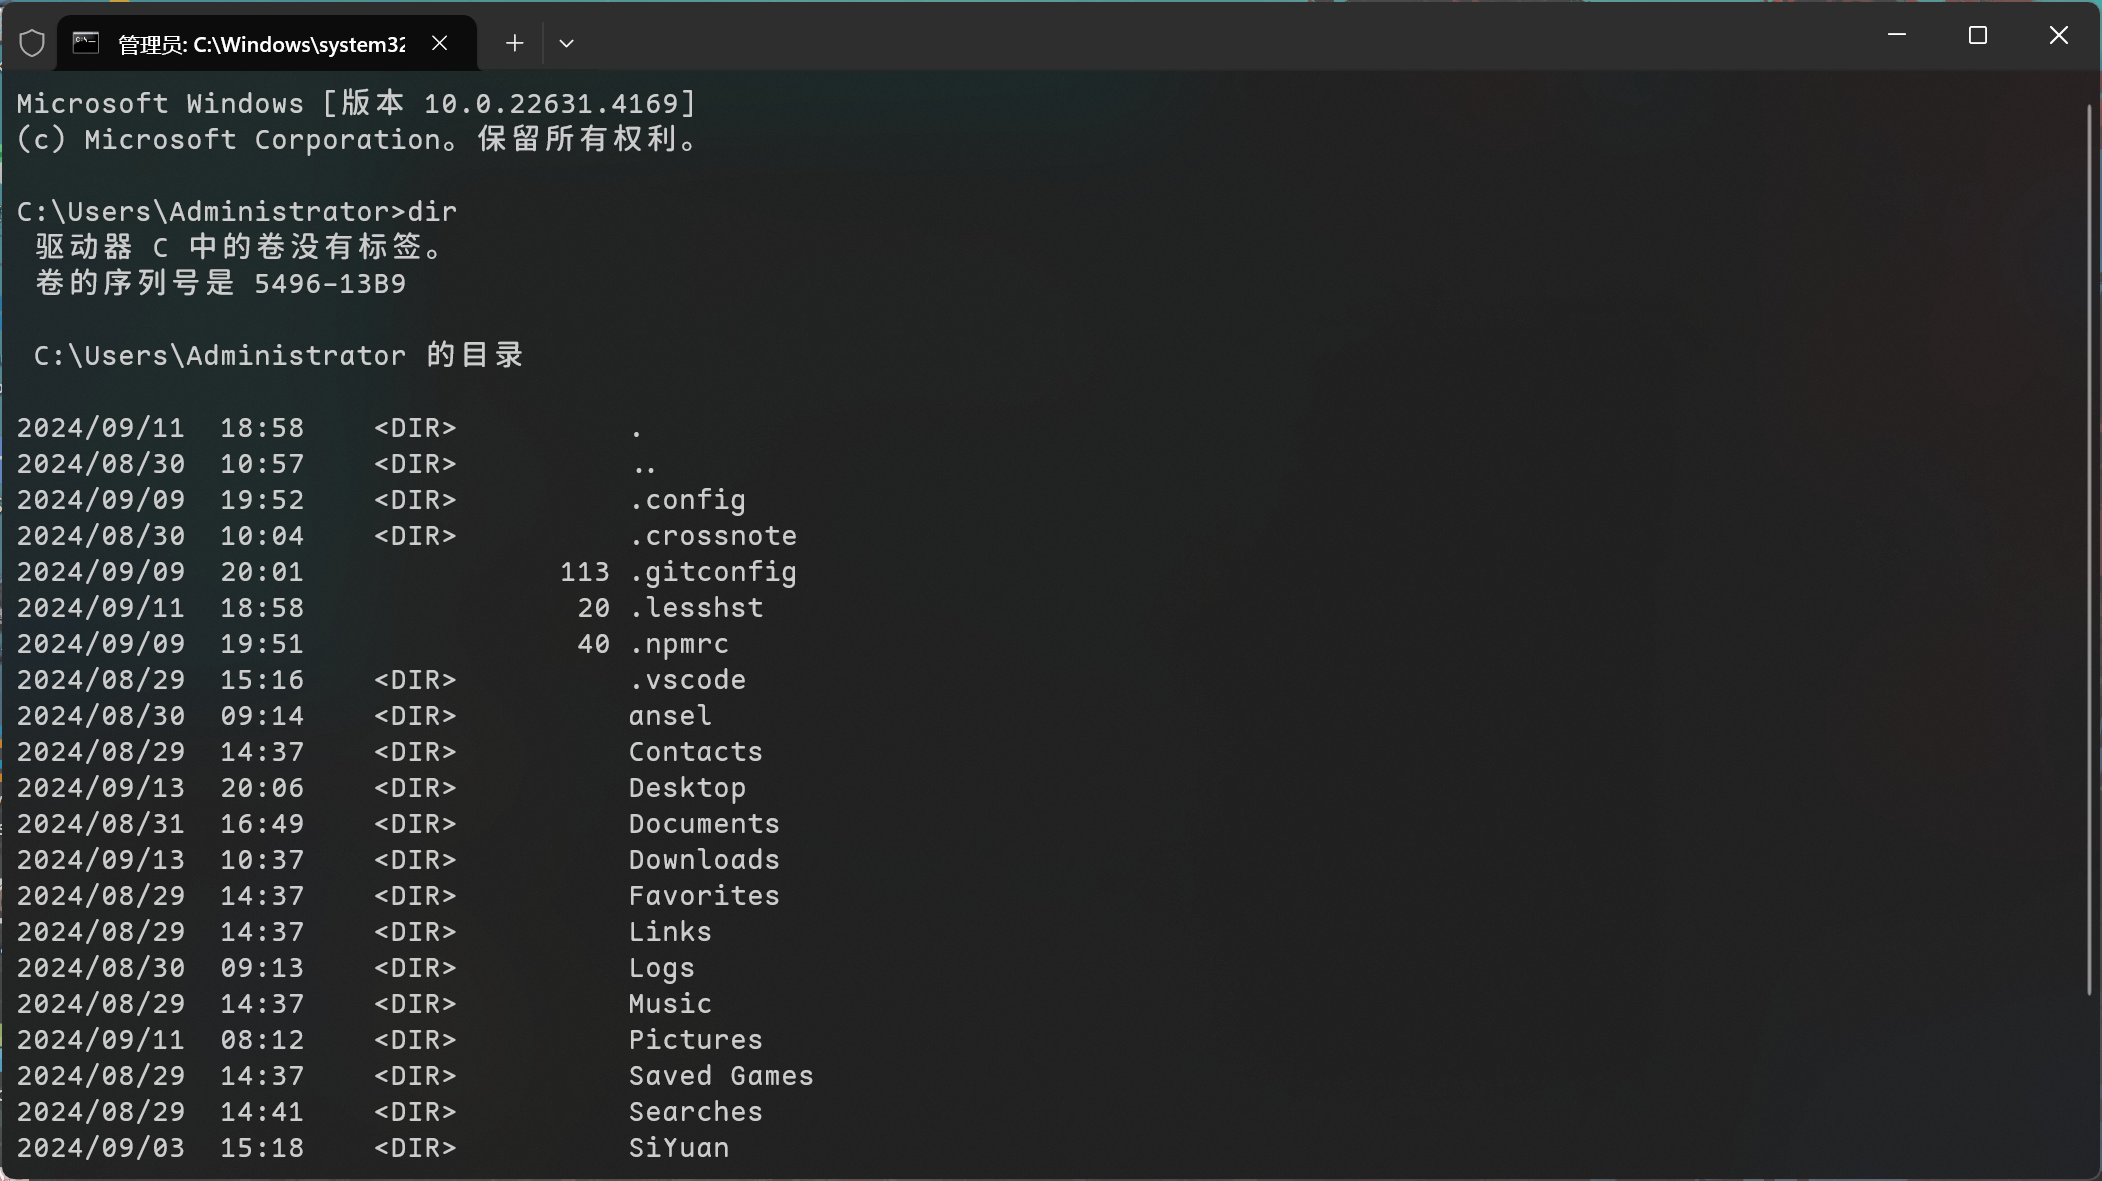 管理员: C:\Windows\system32
Microsoft Windows [版本 10.0.22631.4169]
(c) Microsoft Corporation。保留所有权利。
C:\Users\Administrator>dir
驱动器 C 中的卷没有标签。
卷的序列号是 5496-13B9
C:\Users\Administrator 的目录
2024/09/11  18:58    <DIR>          .
2024/08/30  10:57    <DIR>          ..
2024/09/09  19:52    <DIR>          .config
2024/08/30  10:04    <DIR>          .crossnote
2024/09/09  20:01               113 .gitconfig
2024/09/11  18:58                20 .lesshst
2024/09/09  19:51                40 .npmrc
2024/08/29  15:16    <DIR>          .vscode
2024/08/30  09:14    <DIR>          ansel
2024/08/29  14:37    <DIR>          Contacts
2024/09/13  20:06    <DIR>          Desktop
2024/08/31  16:49    <DIR>          Documents
2024/09/13  10:37    <DIR>          Downloads
2024/08/29  14:37    <DIR>          Favorites
2024/08/29  14:37    <DIR>          Links
2024/08/30  09:13    <DIR>          Logs
2024/08/29  14:37    <DIR>          Music
2024/09/11  08:12    <DIR>          Pictures
2024/08/29  14:37    <DIR>          Saved Games
2024/08/29  14:41    <DIR>          Searches
2024/09/03  15:18    <DIR>          SiYuan